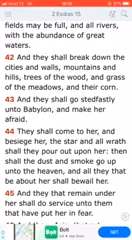 2 Esdras 15
fields may be full, and all rivers,
with the abundance of great
waters.
42 And they shall break down the
cities and walls, mountains and
hills, trees of the wood, and grass
of the meadows, and their corn.
43 And they shall go stedfastly
unto Babylon, and make her
afraid.
44 They shall come to her, and
besiege her, the star and all wrath
shall they pour out upon her: then
shall the dust and smoke go up
unto the heaven, and all they that
be about her shall bewail her.
45 And they that remain under
her shall do service unto them
that have put her in fear.
Bolt
GET